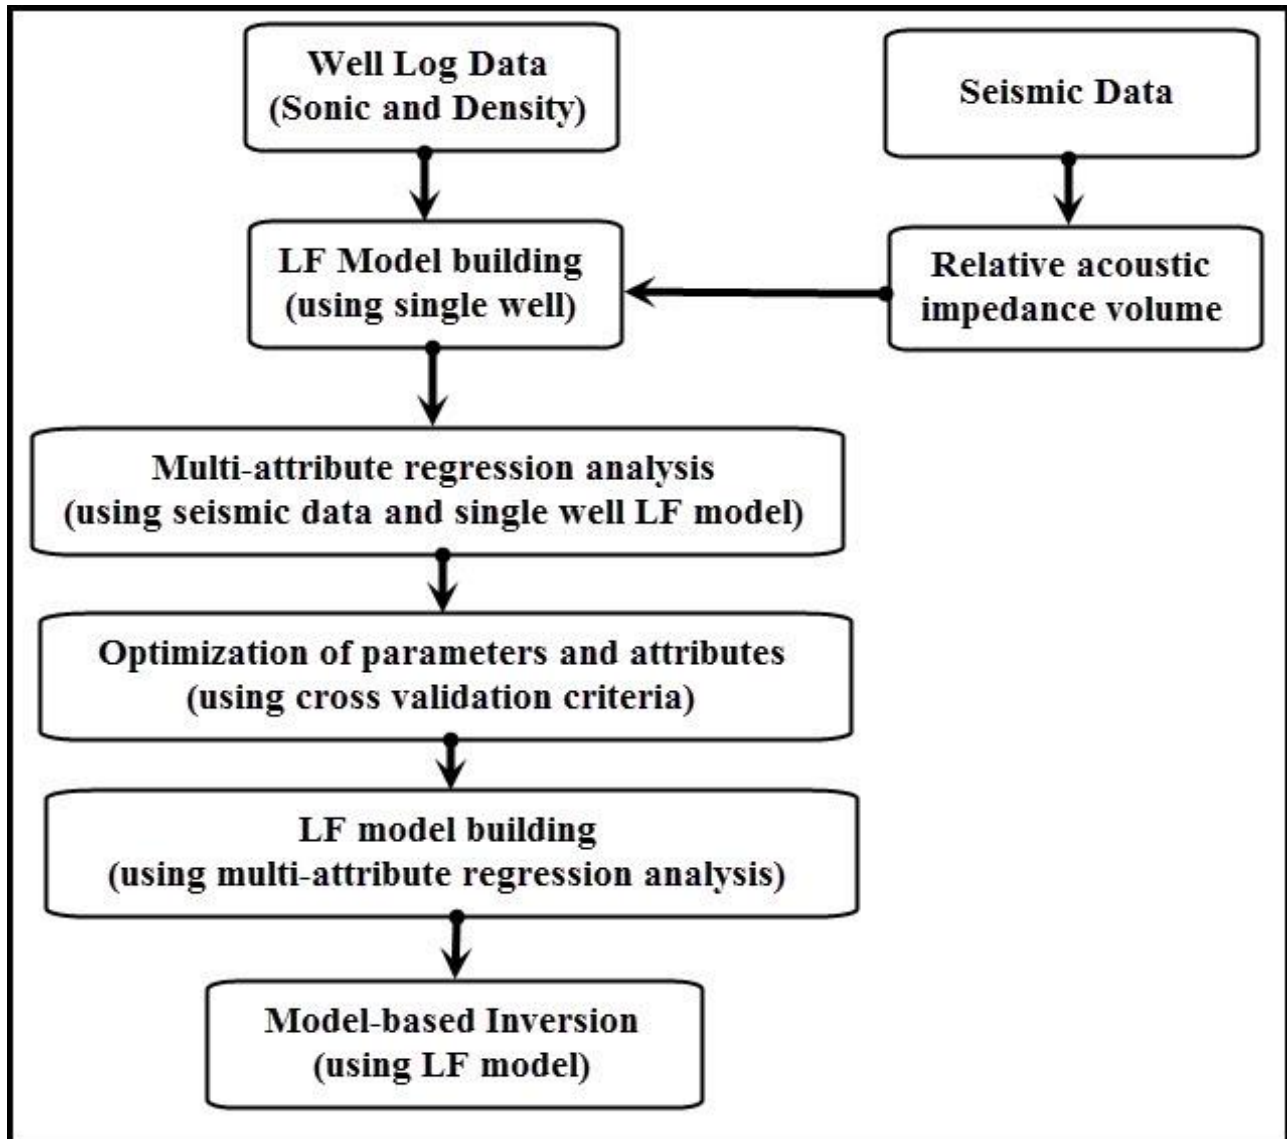 Well Log Data
(Sonic and Density)
Seismic Data
LF Model building
(using single well)
Relative acoustic
impedance volume
Multi-attribute regression analysis
(using seismic data and single well LF model)
Optimization of parameters and attributes
(using cross validation criteria)
LF model building
(using multi-attribute regression analysis)
Model-based Inversion
(using LF model)